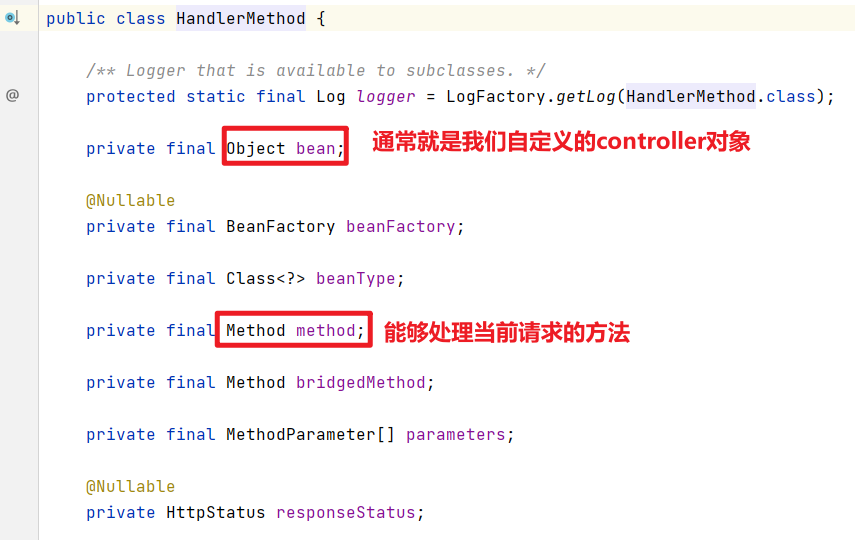 public class HandlerMethod {
/** Logger that is available to subclasses. */
@
protected static final Log logger = LogFactory.getLog(HandlerMethod.class);
private final Object bean;
通常就是我们自定义的controller对象
@Nullable
private final BeanFactory beanFactory;
private final Class<?> beanType;
private final Method method;
能够处理当前请求的方法
private final Method bridgedMethod;
private final MethodParameter[] parameters;
@Nullable
private HttpStatus responseStatus;